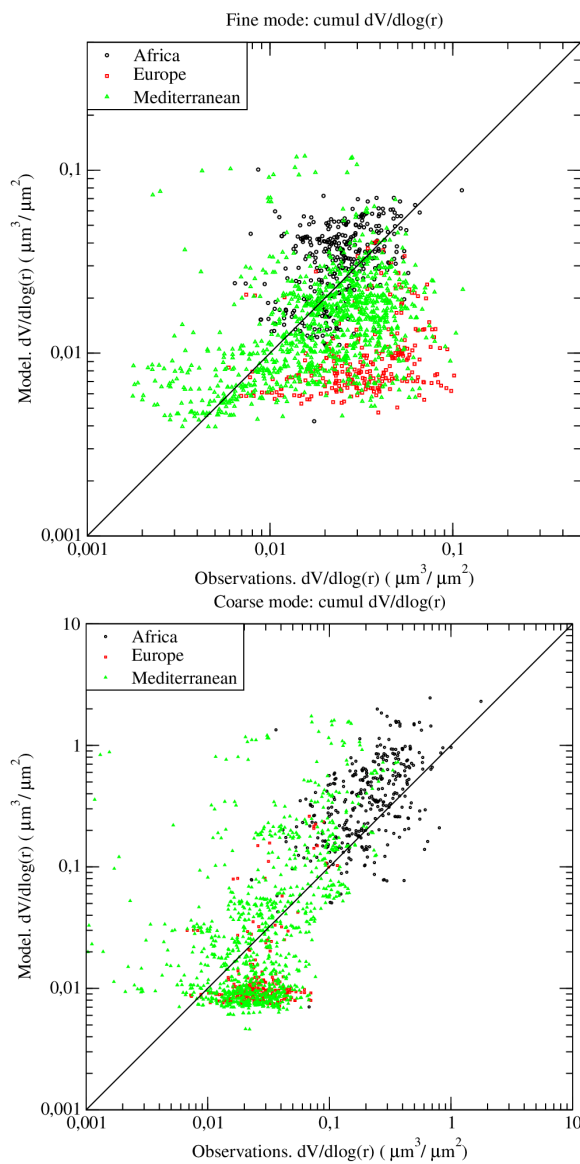 Fine mode: cumul dV/dlog(r)
Africa
Europe
Mediterranean
0,1
0,01
0,001
Model. dV/dlog(r) ( μm³/ μm²)
0,001
0,01
0,1
Observations. dV/dlog(r) ( μm³/ μm²)
Coarse mode: cumul dV/dlog(r)
10
Africa
Europe
Mediterranean
1
0,1
0,01
0,001
Model. dV/dlog(r) ( μm³/ μm²)
0,001
0,01
0,1
1
10
Observations. dV/dlog(r) ( μm³/ μm²)